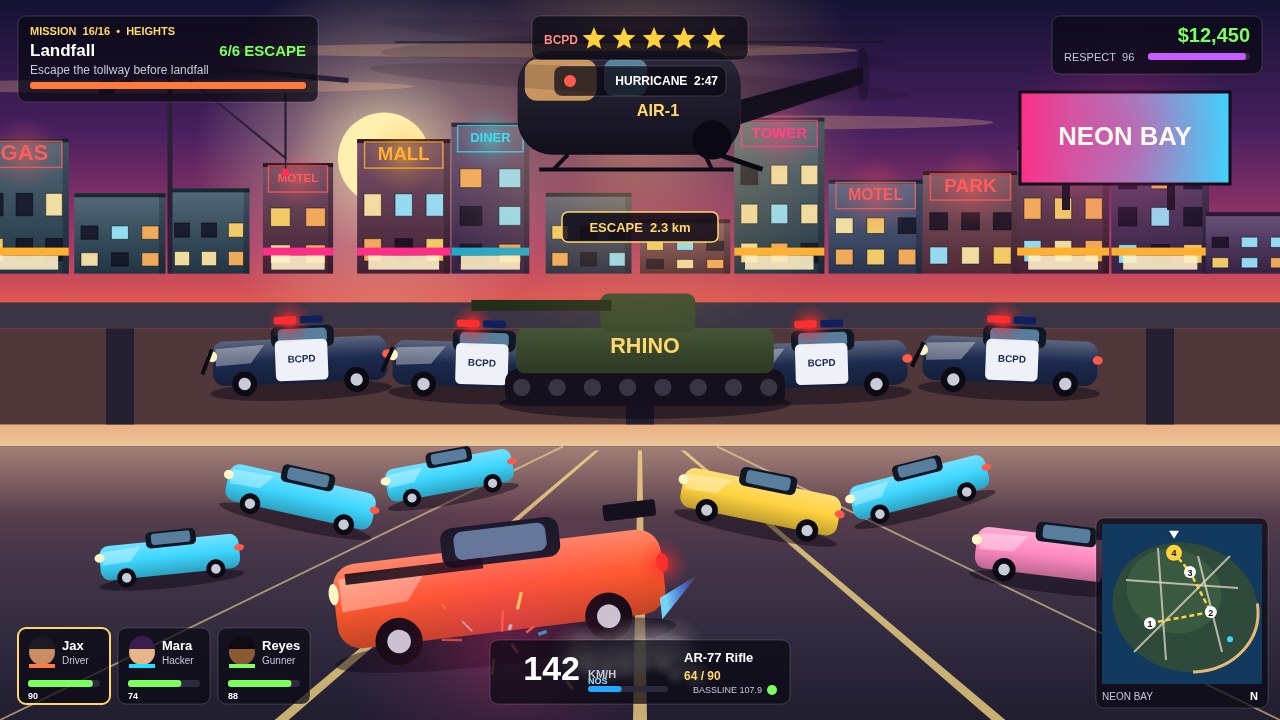 MISSION 16/16 • HEIGHTS
Landfall 6/6 ESCAPE
Escape the tollway before landfall
BCPD
HURRICANE 2:47
AIR-1
$12,450
RESPECT 96
NEON BAY
GAS
MOTEL
MALL
DINER
TOWER
MOTEL
PARK
ESCAPE 2.3 km
BCPD
BCPD
RHINO
BCPD
BCPD
Jax
Driver
90
Mara
Hacker
74
Reyes
Gunner
88
142 KM/H
NOS
AR-77 Rifle
64 / 90
BASSLINE 107.9
4
3
2
1
NEON BAY N